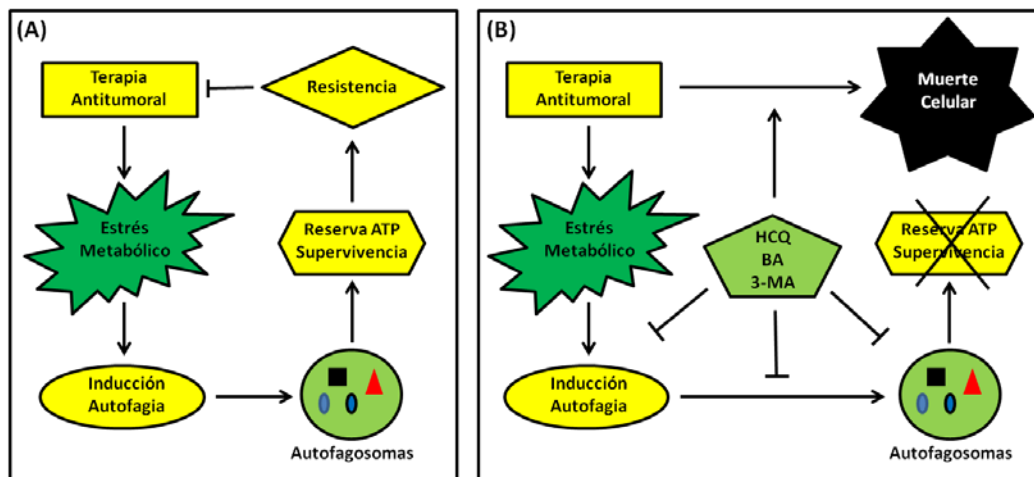 (A)
Terapia
Antitumoral
Resistencia
Estrés
Metabólico
Reserva ATP
Supervivencia
Inducción
Autofagia
Autofagosomas
(B)
Terapia
Antitumoral
Muerte
Celular
Estrés
Metabólico
HCQ
BA
3-MA
Reserva ATP
Supervivencia
Inducción
Autofagia
Autofagosomas